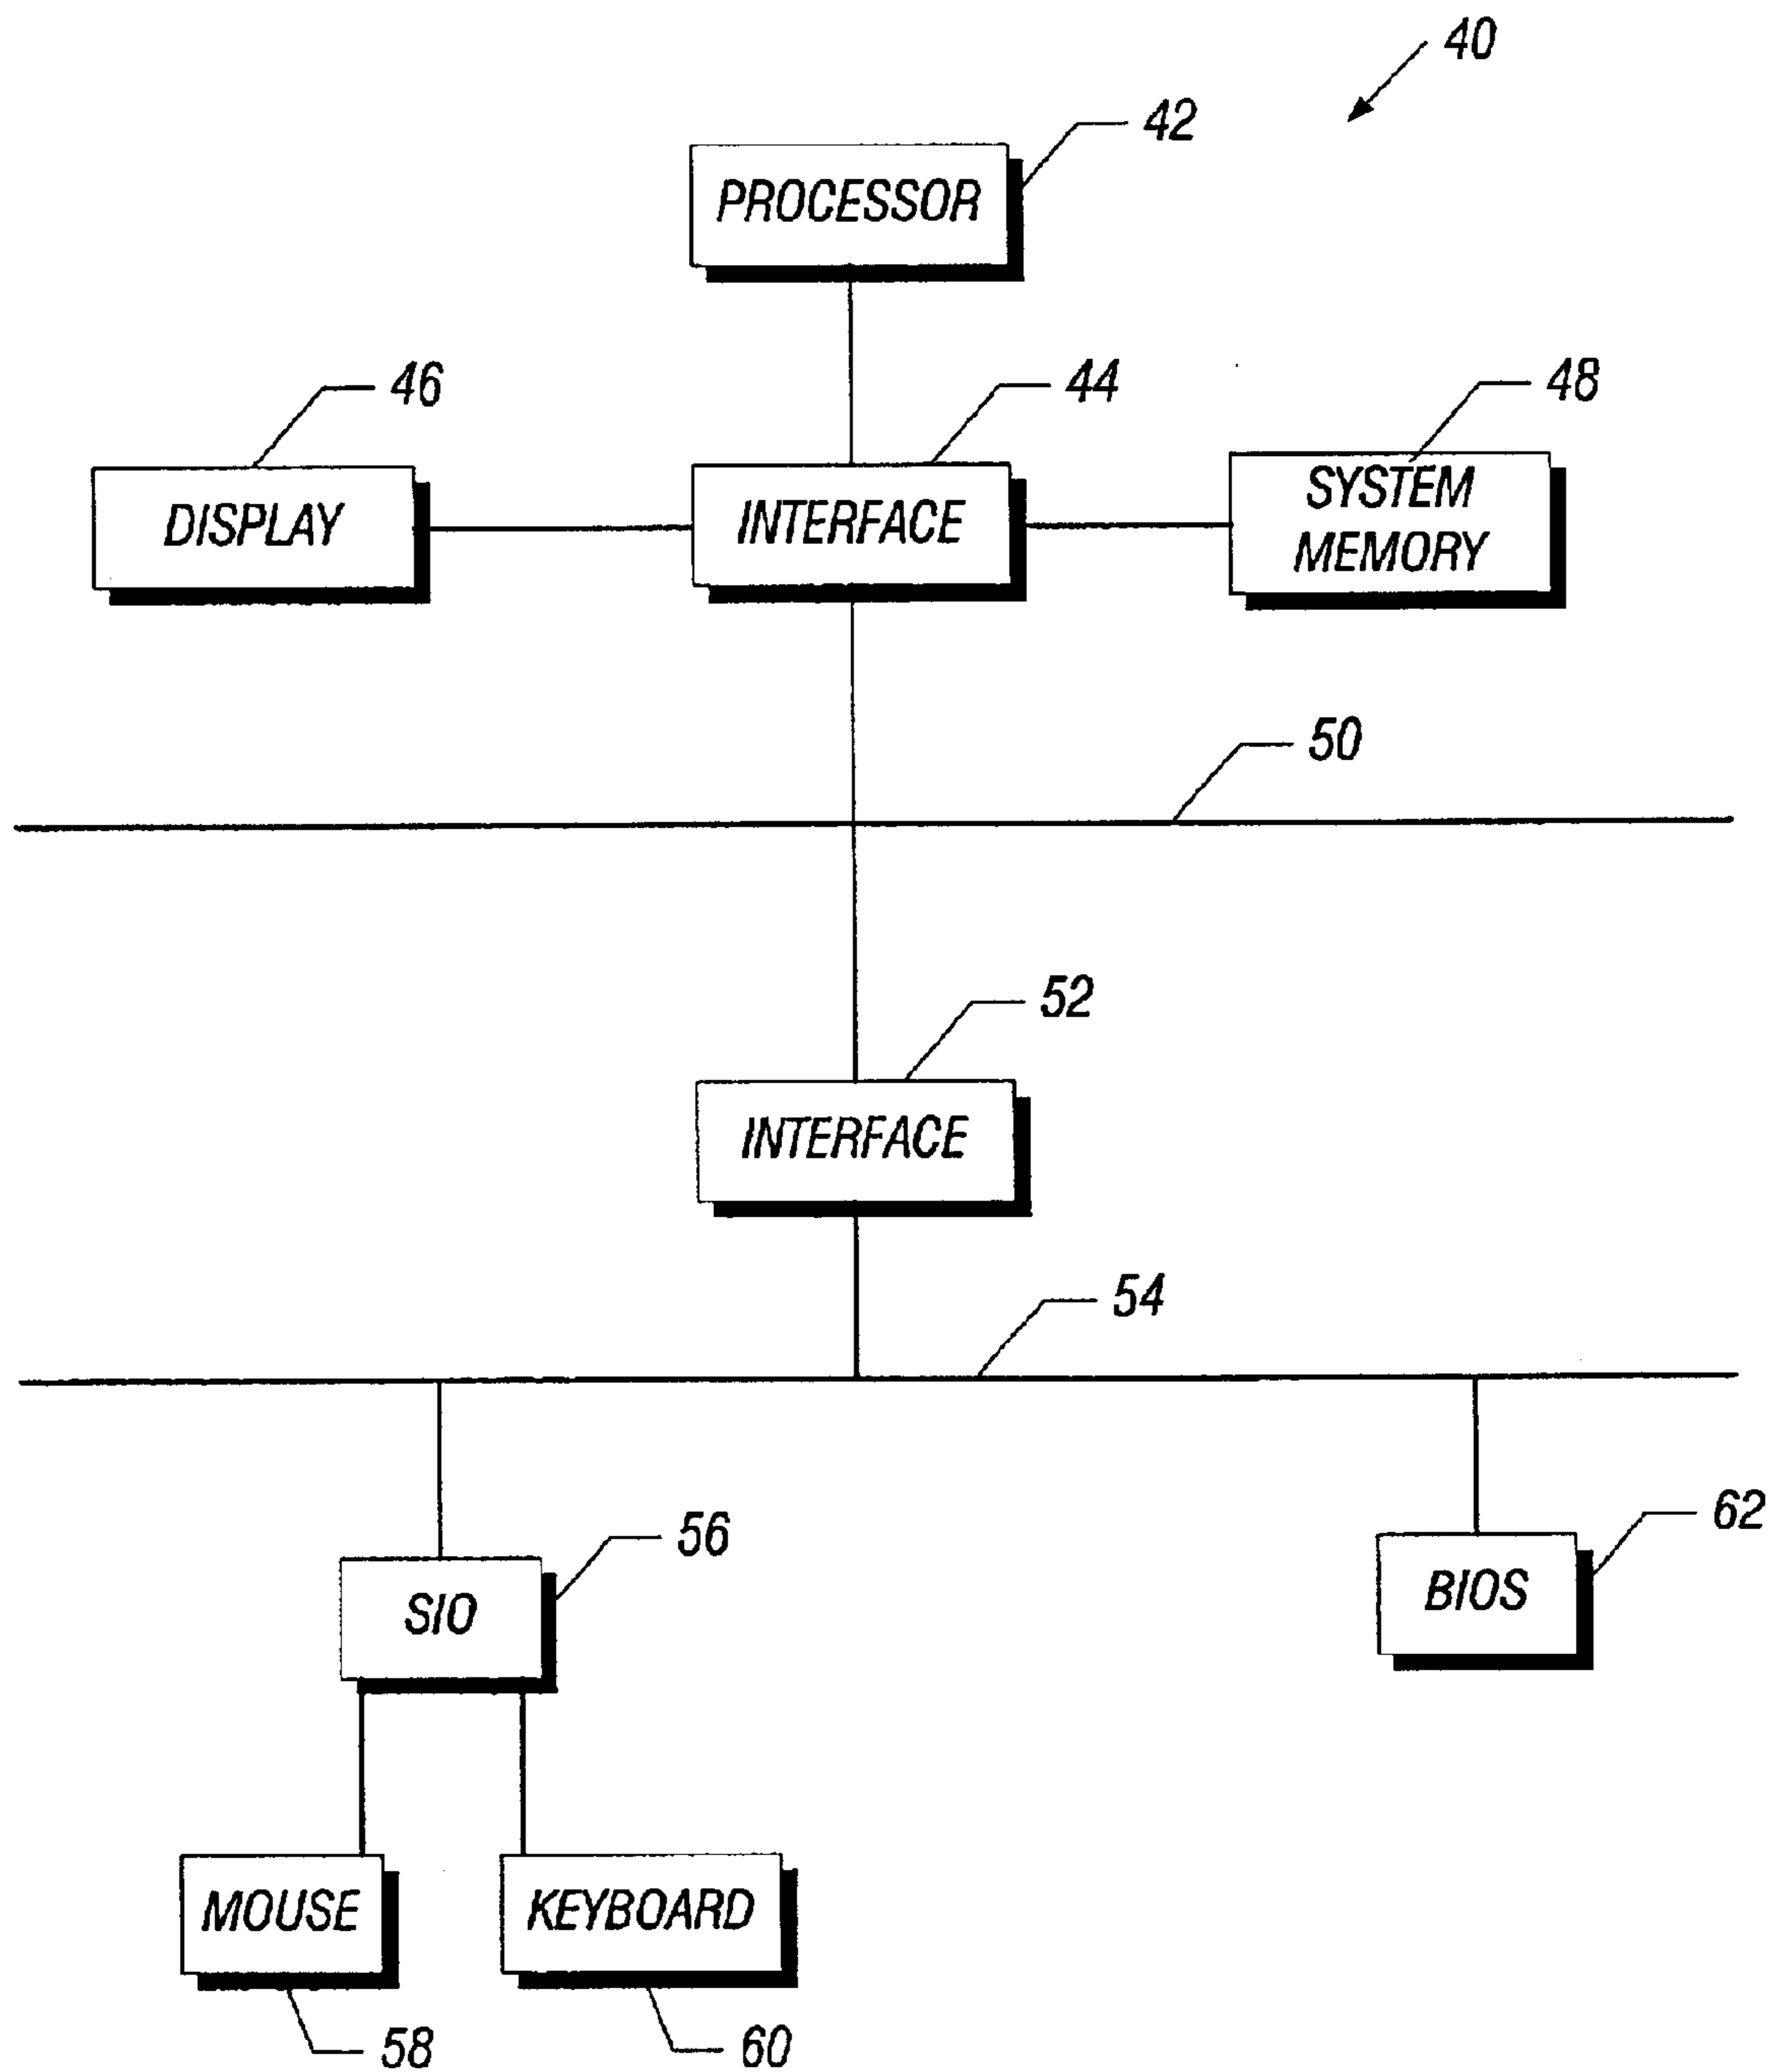 40
42
PROCESSOR
46
44
48
DISPLAY
INTERFACE
SYSTEM
MEMORY
50
52
INTERFACE
54
56
62
SIO
BIOS
MOUSE
KEYBOARD
58
60